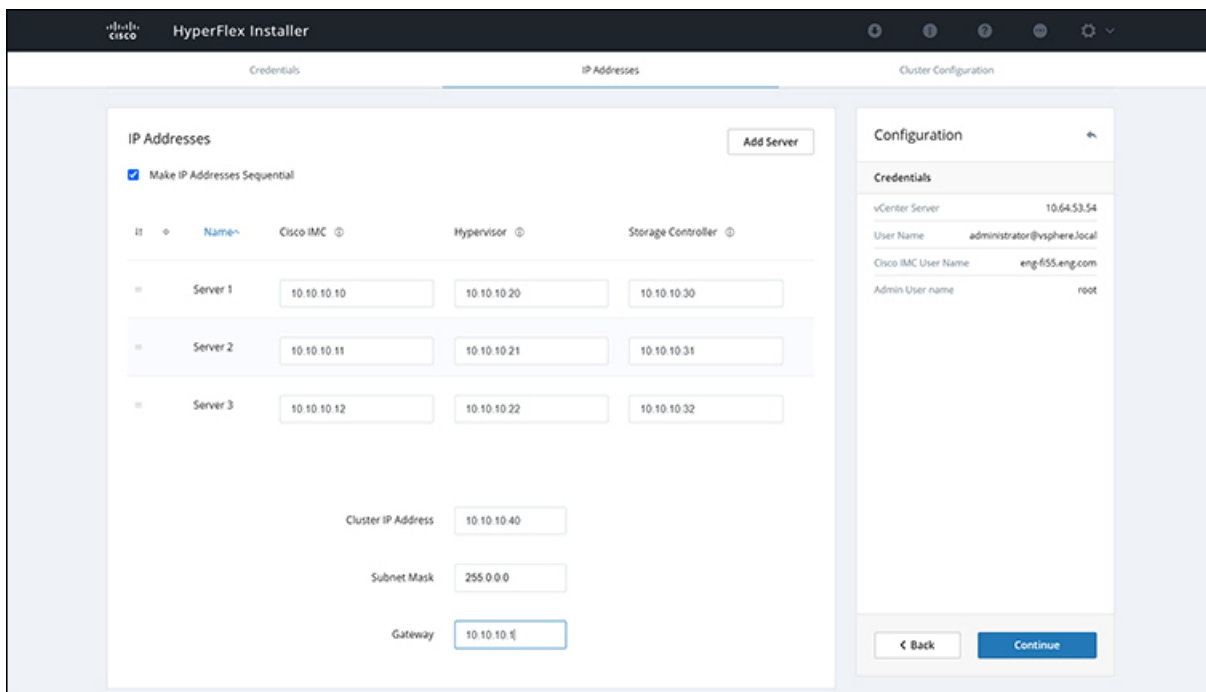 CISCO
HyperFlex Installer
Credentials
IP Addresses
Cluster Configuration
IP Addresses
Add Server
Make IP Addresses Sequential
Name
Cisco IMC
Hypervisor
Storage Controller
Server 1
10.10.10.10
10.10.10.20
10.10.10.30
Server 2
10.10.10.11
10.10.10.21
10.10.10.31
Server 3
10.10.10.12
10.10.10.22
10.10.10.32
Cluster IP Address
10.10.10.40
Subnet Mask
255.0.0.0
Gateway
10.10.10.1
Configuration
Credentials
vCenter Server
10.64.53.54
User Name
administrator@vsphere.local
Cisco IMC User Name
eng-fi55.eng.com
Admin User name
root
< Back
Continue